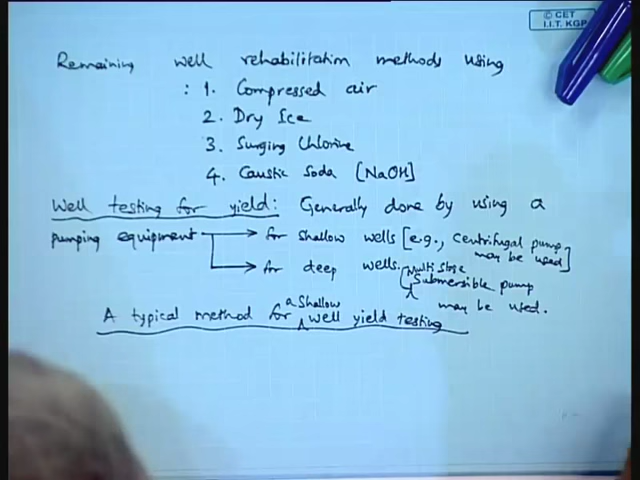 © CET
I.I.T. KGP
Remaining well rehabilitation methods using
: 1. Compressed air
2. Dry Ice
3. Surging Chlorine
4. Caustic Soda [NaOH]
Well testing for yield: Generally done by using a
pumping equipment → for shallow wells [e.g., Centrifugal pump may be used]
→ for deep wells. [Multi stage Submersible pump
may be used.
A typical method for a shallow well yield testing